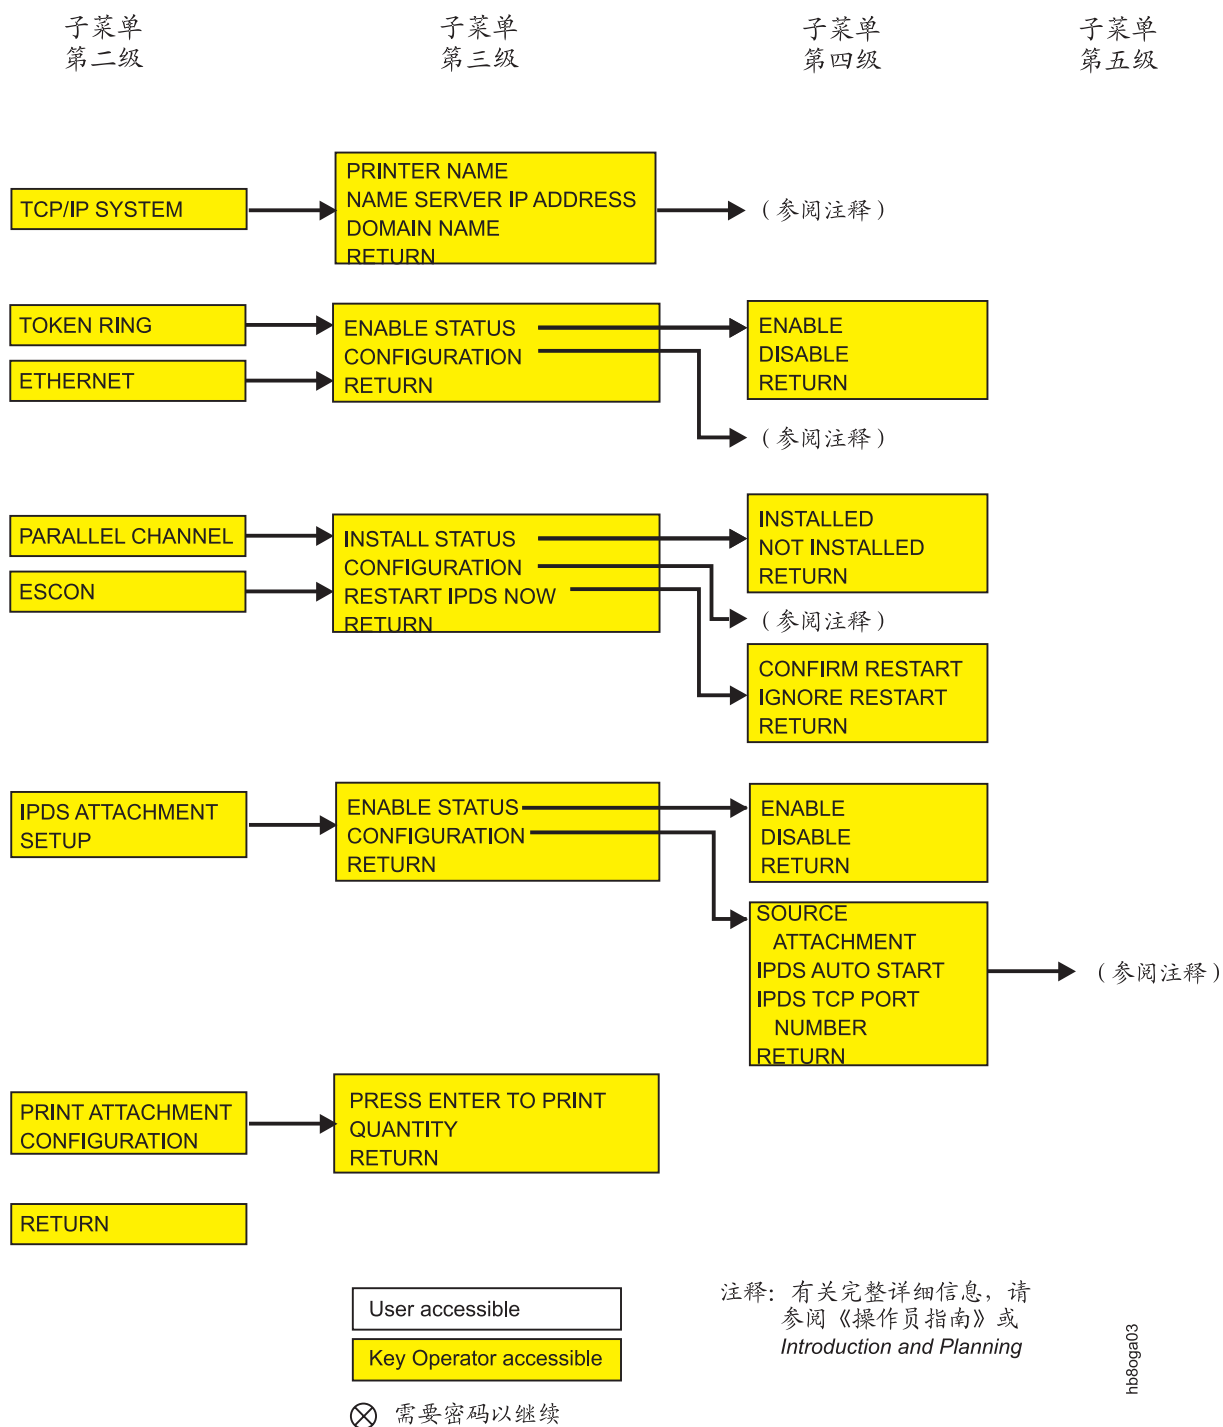 子菜单
第二级
子菜单
第三级
子菜单
第四级
子菜单
第五级
TCP/IP SYSTEM
PRINTER NAME
NAME SERVER IP ADDRESS
DOMAIN NAME
RETURN
（参阅注释）
TOKEN RING
ETHERNET
ENABLE STATUS
CONFIGURATION
RETURN
ENABLE
DISABLE
RETURN
（参阅注释）
PARALLEL CHANNEL
ESCON
INSTALL STATUS
CONFIGURATION
RESTART IPDS NOW
RETURN
INSTALLED
NOT INSTALLED
RETURN
（参阅注释）
CONFIRM RESTART
IGNORE RESTART
RETURN
IPDS ATTACHMENT
SETUP
ENABLE STATUS
CONFIGURATION
RETURN
ENABLE
DISABLE
RETURN
SOURCE
ATTACHMENT
IPDS AUTO START
IPDS TCP PORT
NUMBER
RETURN
（参阅注释）
PRINT ATTACHMENT
CONFIGURATION
PRESS ENTER TO PRINT
QUANTITY
RETURN
RETURN
User accessible
Key Operator accessible
需要密码以继续
注释：有关完整详细信息，请
参阅《操作员指南》或
Introduction and Planning
hb8oga03